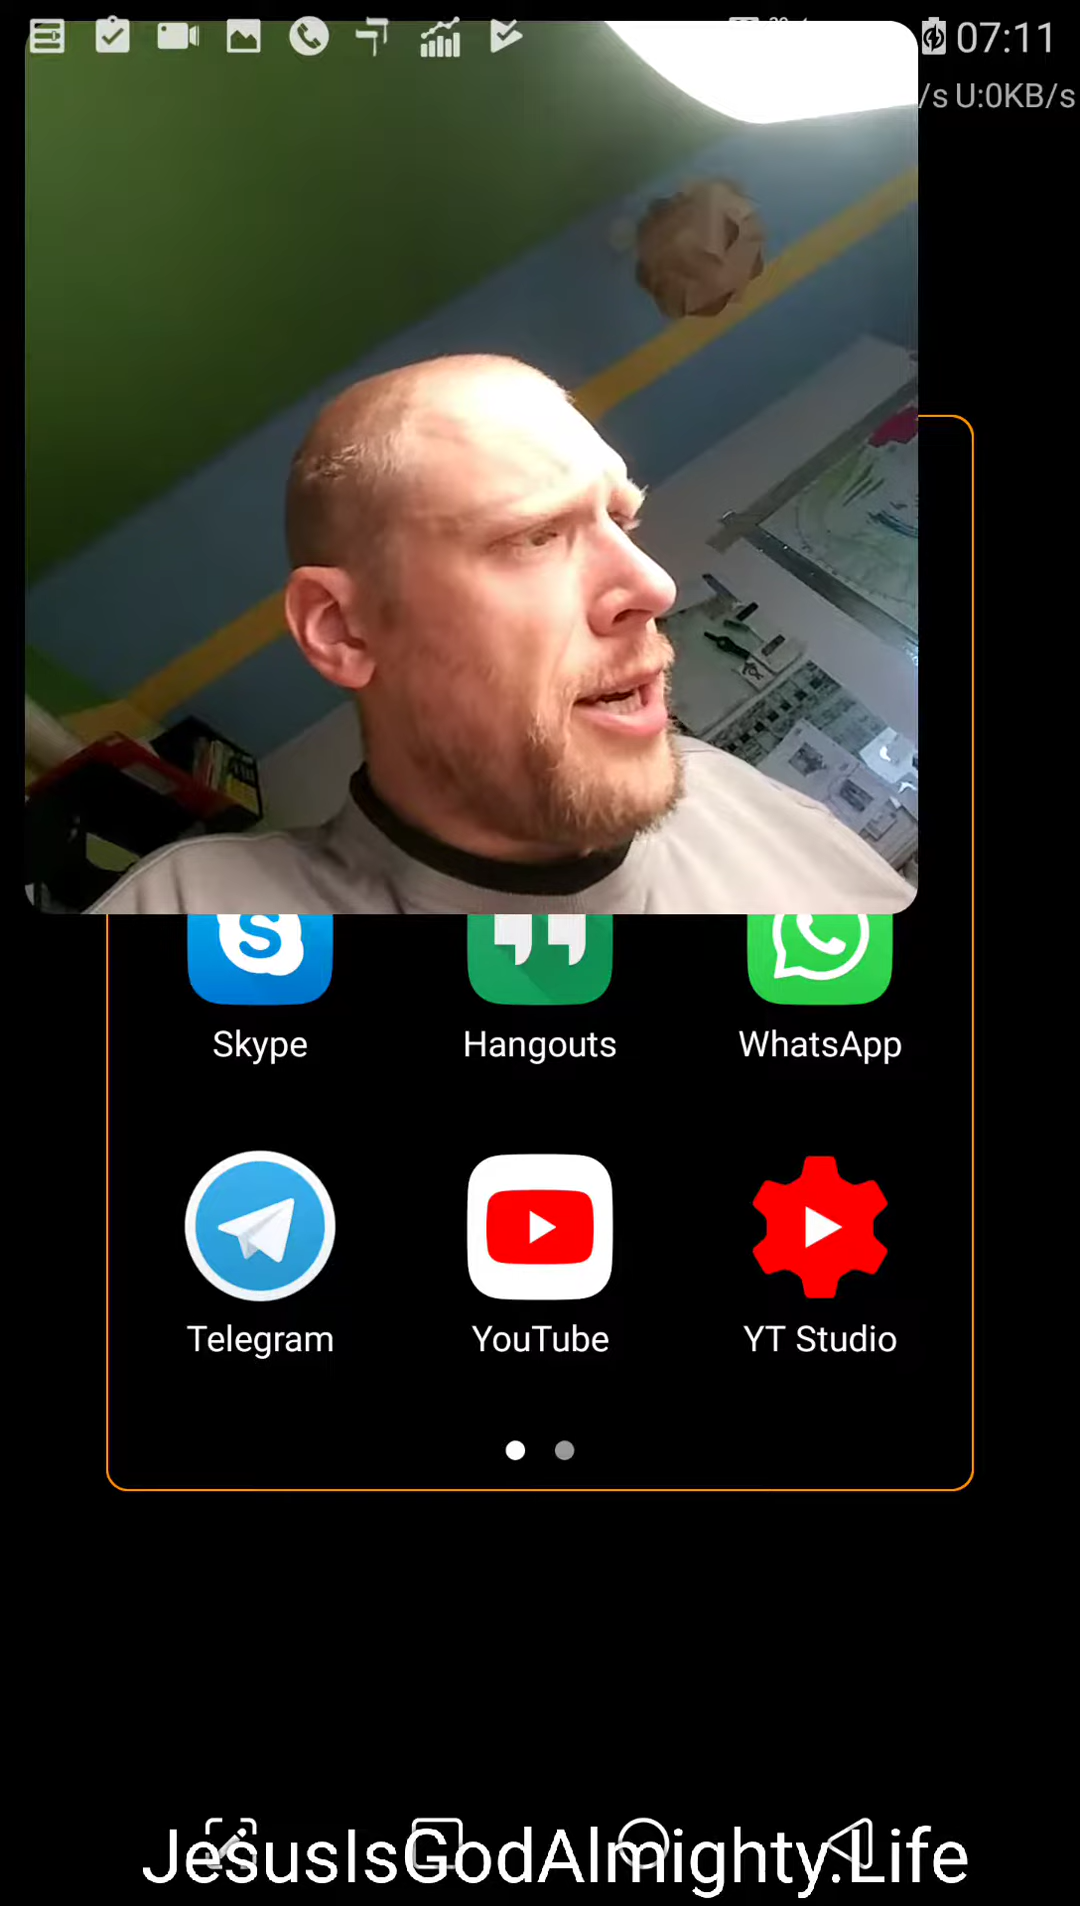 07:11
/s U:0KB/s
Skype
Hangouts
WhatsApp
Telegram
YouTube
YT Studio
JesusIsGodAlmighty.Life